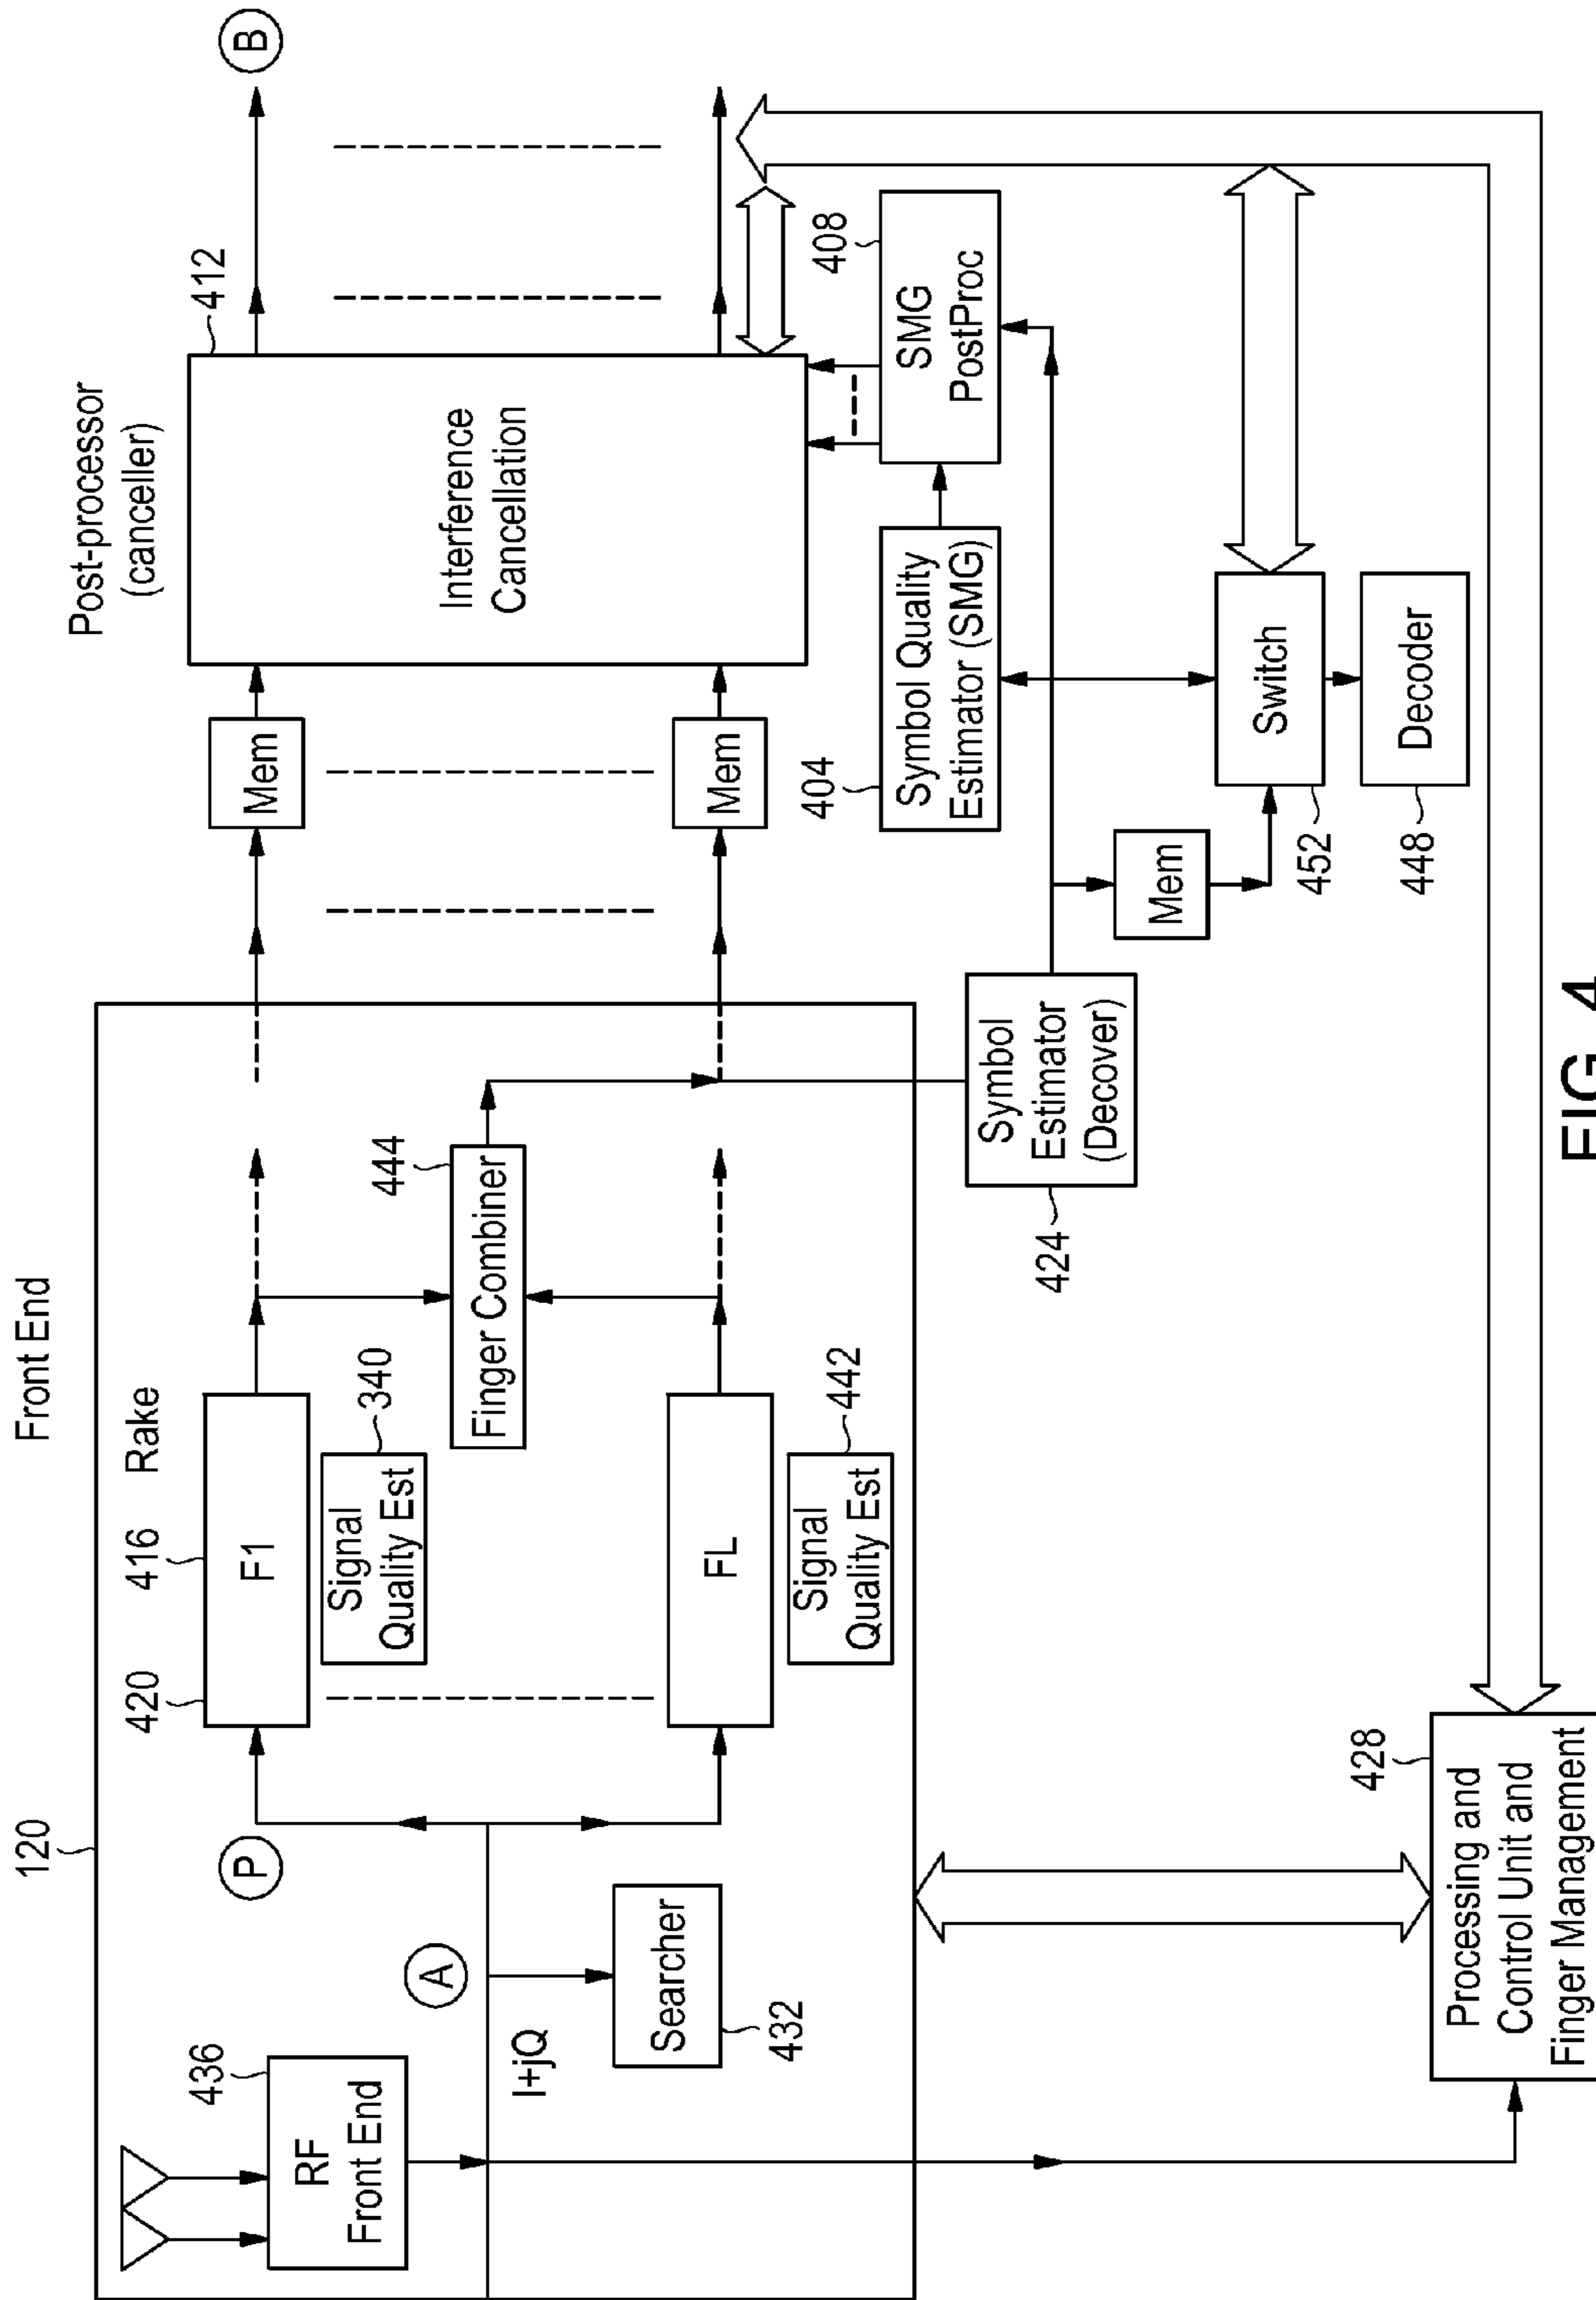 Front End
120
436
RF
Front End
I+jQ
A
P
Searcher
432
420
416
Rake
F1
Signal
Quality Est
340
FL
Signal
Quality Est
442
Finger Combiner
444
Symbol
Estimator
(Decover)
424
Mem
Mem
Mem
Post-processor
(canceller)
412
Interference
Cancellation
B
404
Symbol Quality
Estimator (SMG)
408
SMG
PostProc
Switch
452
Decoder
448
428
Processing and
Control Unit and
Finger Management
FIG. 4